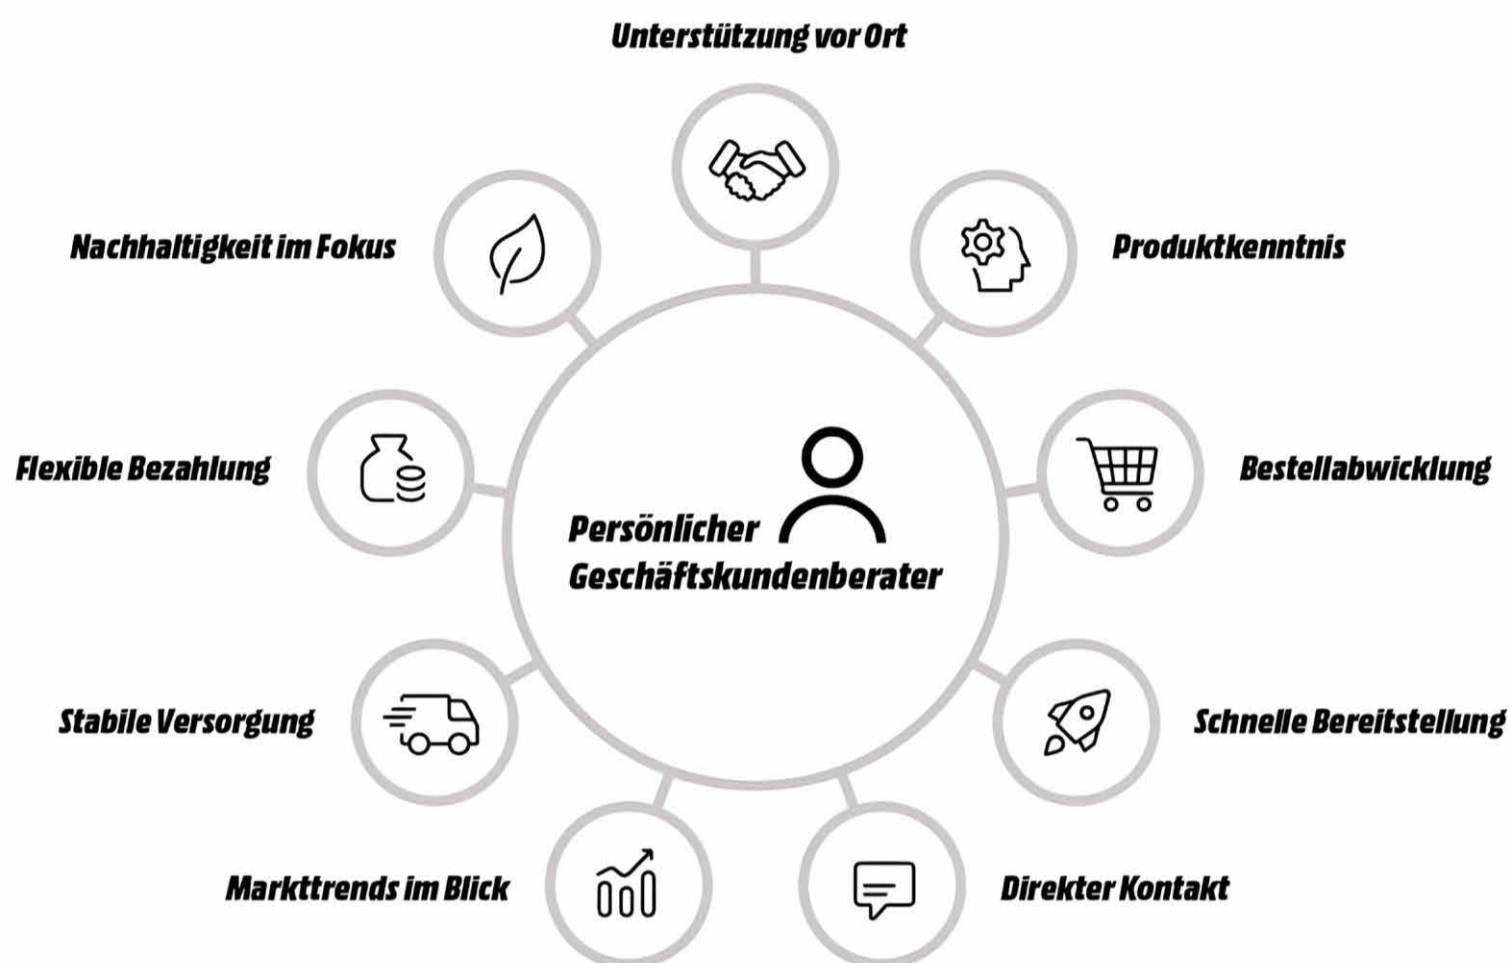 Unterstützung vor Ort
Nachhaltigkeit im Fokus
Produktkenntnis
Flexible Bezahlung
Bestellabwicklung
Persönlicher
Geschäftskundenberater
Stabile Versorgung
Schnelle Bereitstellung
Markttrends im Blick
Direkter Kontakt